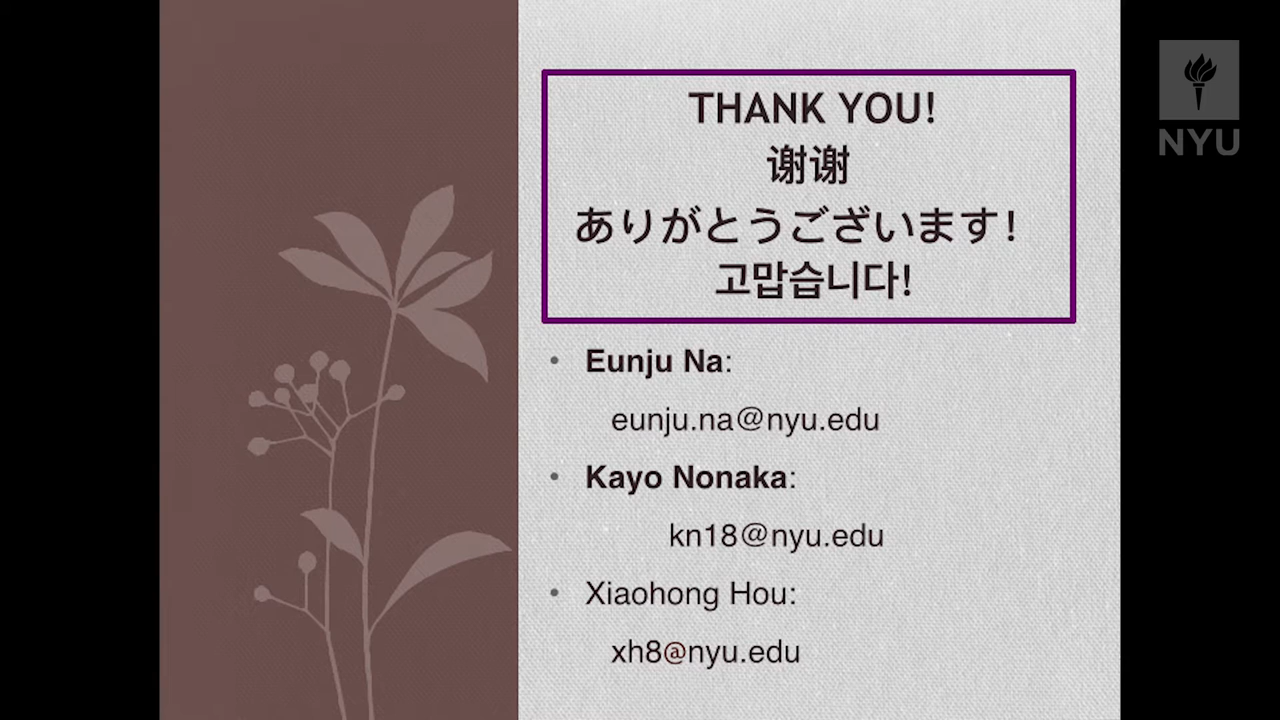 THANK YOU!
谢谢
ありがとうございます!
고맙습니다!
• Eunju Na:
eunju.na@nyu.edu
• Kayo Nonaka:
kn18@nyu.edu
• Xiaohong Hou:
xh8@nyu.edu
NYU